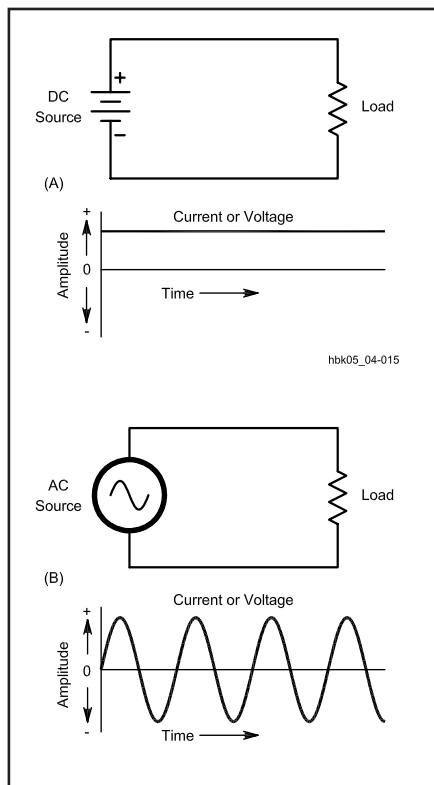 +
DC
Source
Load
−
(A)
+
Current or Voltage
Amplitude
0
Time
-
hbk05_04-015
AC
Source
Load
(B)
+
Current or Voltage
Amplitude
0
-
Time